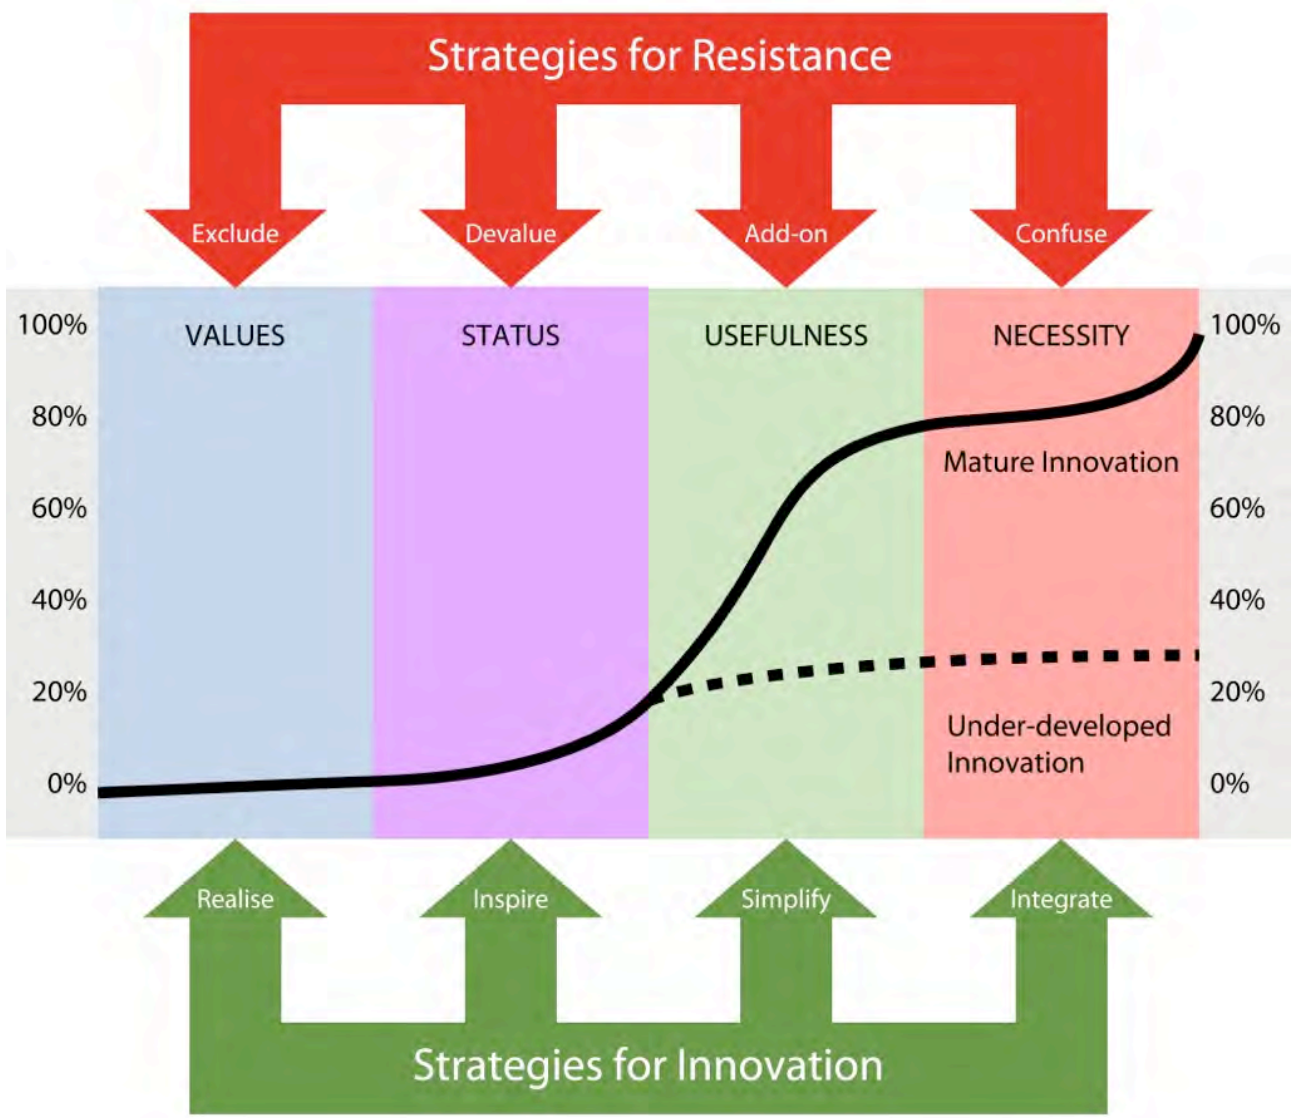 Strategies for Resistance
Exclude
Devalue
Add-on
Confuse
VALUES
STATUS
USEFULNESS
NECESSITY
100%
80%
60%
40%
20%
0%
100%
80%
60%
40%
20%
0%
Mature Innovation
Under-developed
Innovation
Realise
Inspire
Simplify
Integrate
Strategies for Innovation